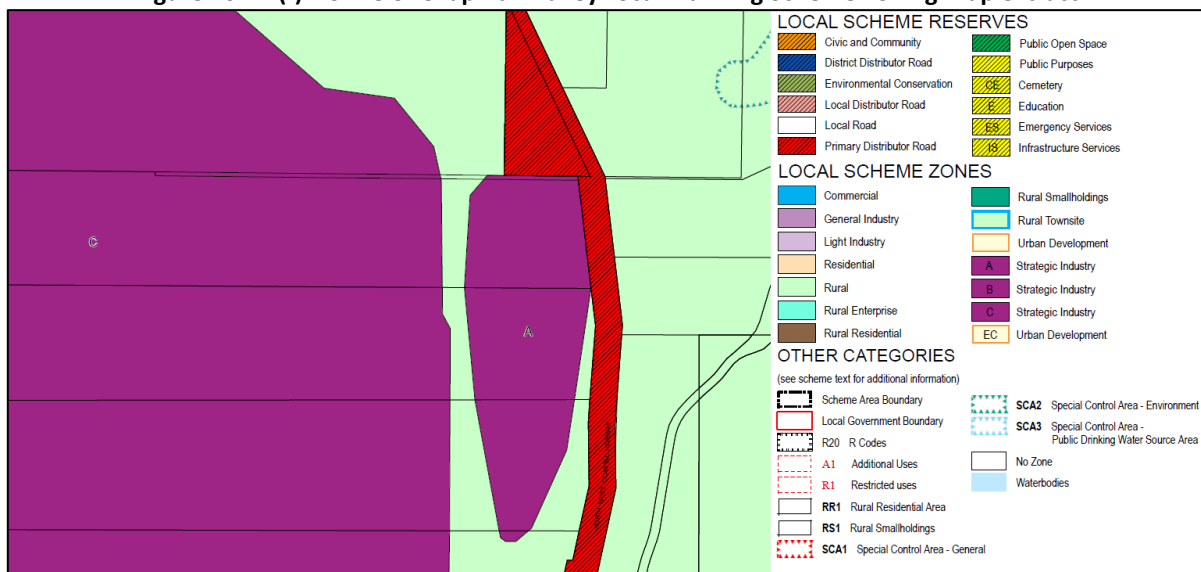 LOCAL SCHEME RESERVES
Civic and Community
District Distributor Road
Environmental Conservation
Local Distributor Road
Local Road
Primary Distributor Road
Public Open Space
Public Purposes
CE Cemetery
E Education
ES Emergency Services
IS Infrastructure Services
LOCAL SCHEME ZONES
Commercial
General Industry
Light Industry
Residential
Rural
Rural Enterprise
Rural Residential
Rural Smallholdings
Rural Townsite
Urban Development
A Strategic Industry
B Strategic Industry
C Strategic Industry
EC Urban Development
OTHER CATEGORIES
(see scheme text for additional information)
Scheme Area Boundary
Local Government Boundary
R20 R Codes
A1 Additional Uses
R1 Restricted uses
RR1 Rural Residential Area
RS1 Rural Smallholdings
SCA1 Special Control Area - General
SCA2 Special Control Area - Environment
SCA3 Special Control Area -
Public Drinking Water Source Area
No Zone
Waterbodies
C
A